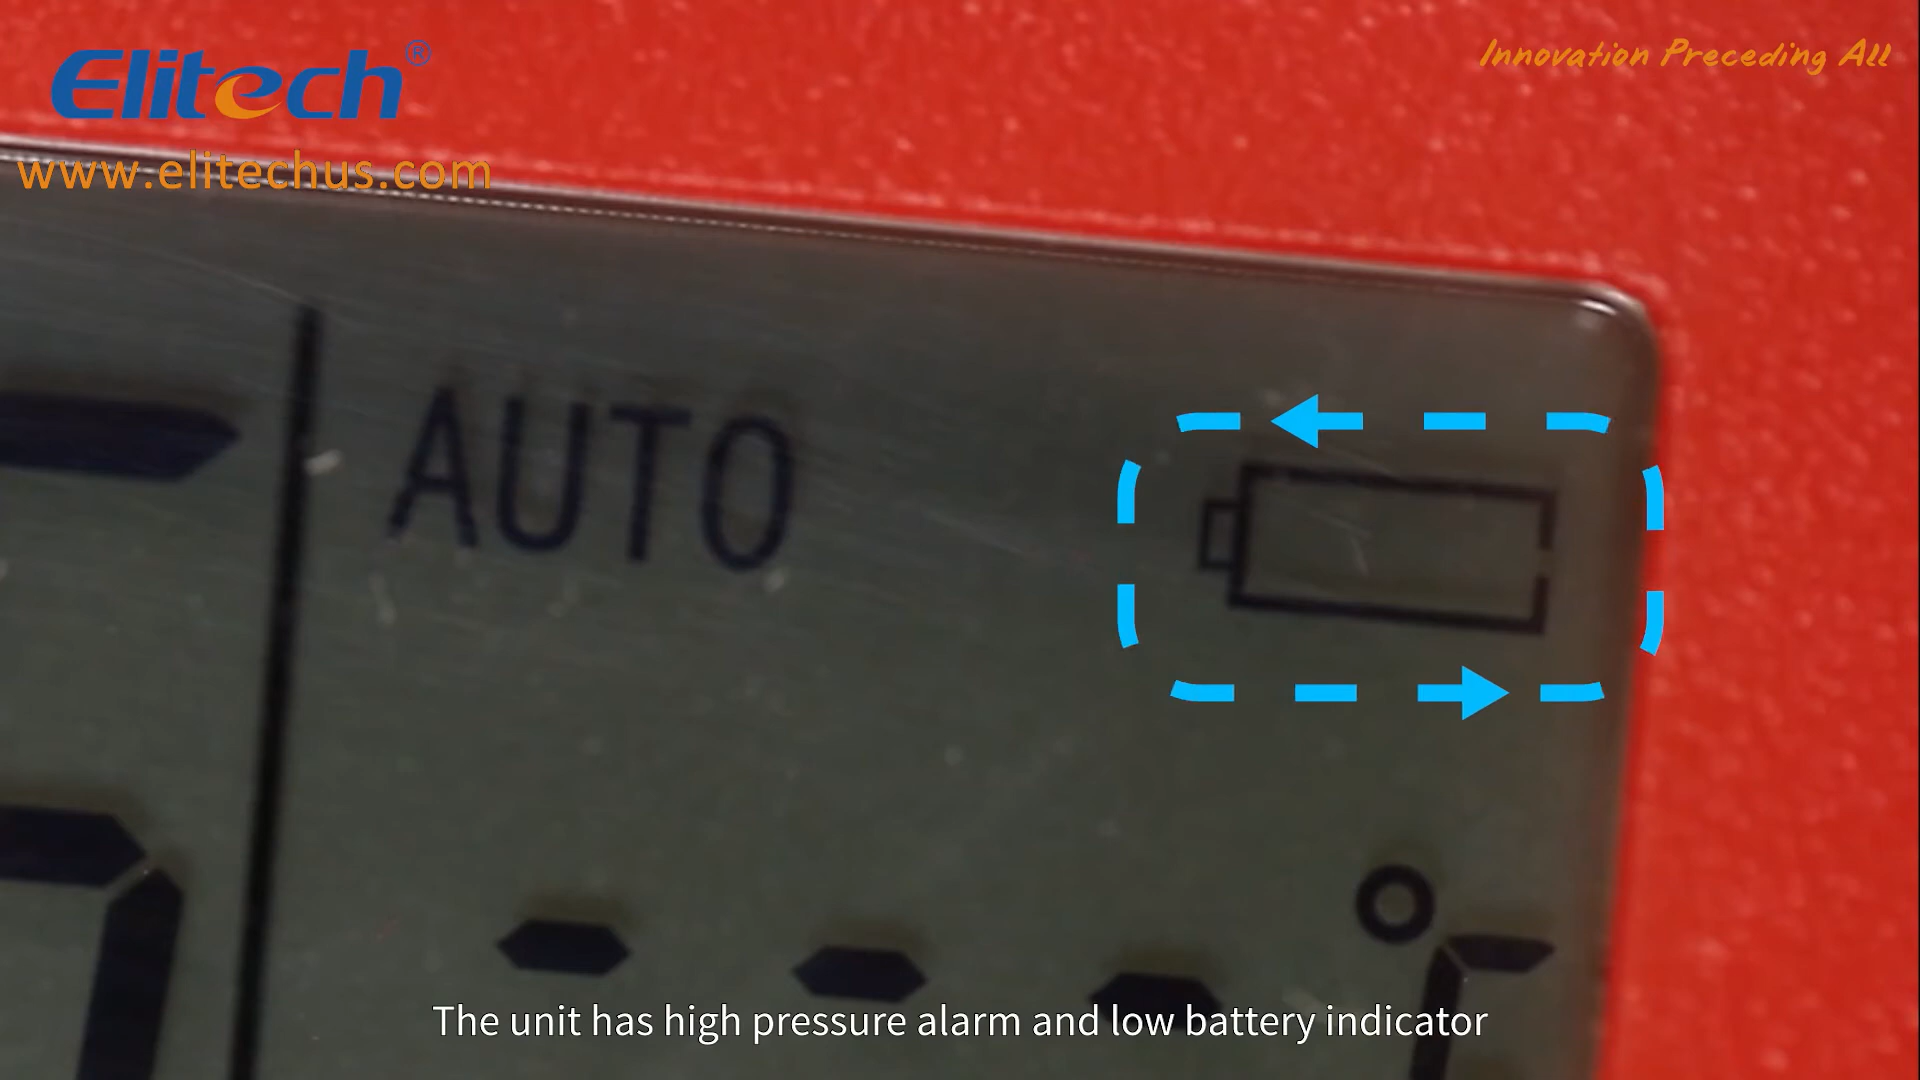 Elitech®
Innovation Preceding All
www.elitechus.com
AUTO
- - - °
The unit has high pressure alarm and low battery indicator